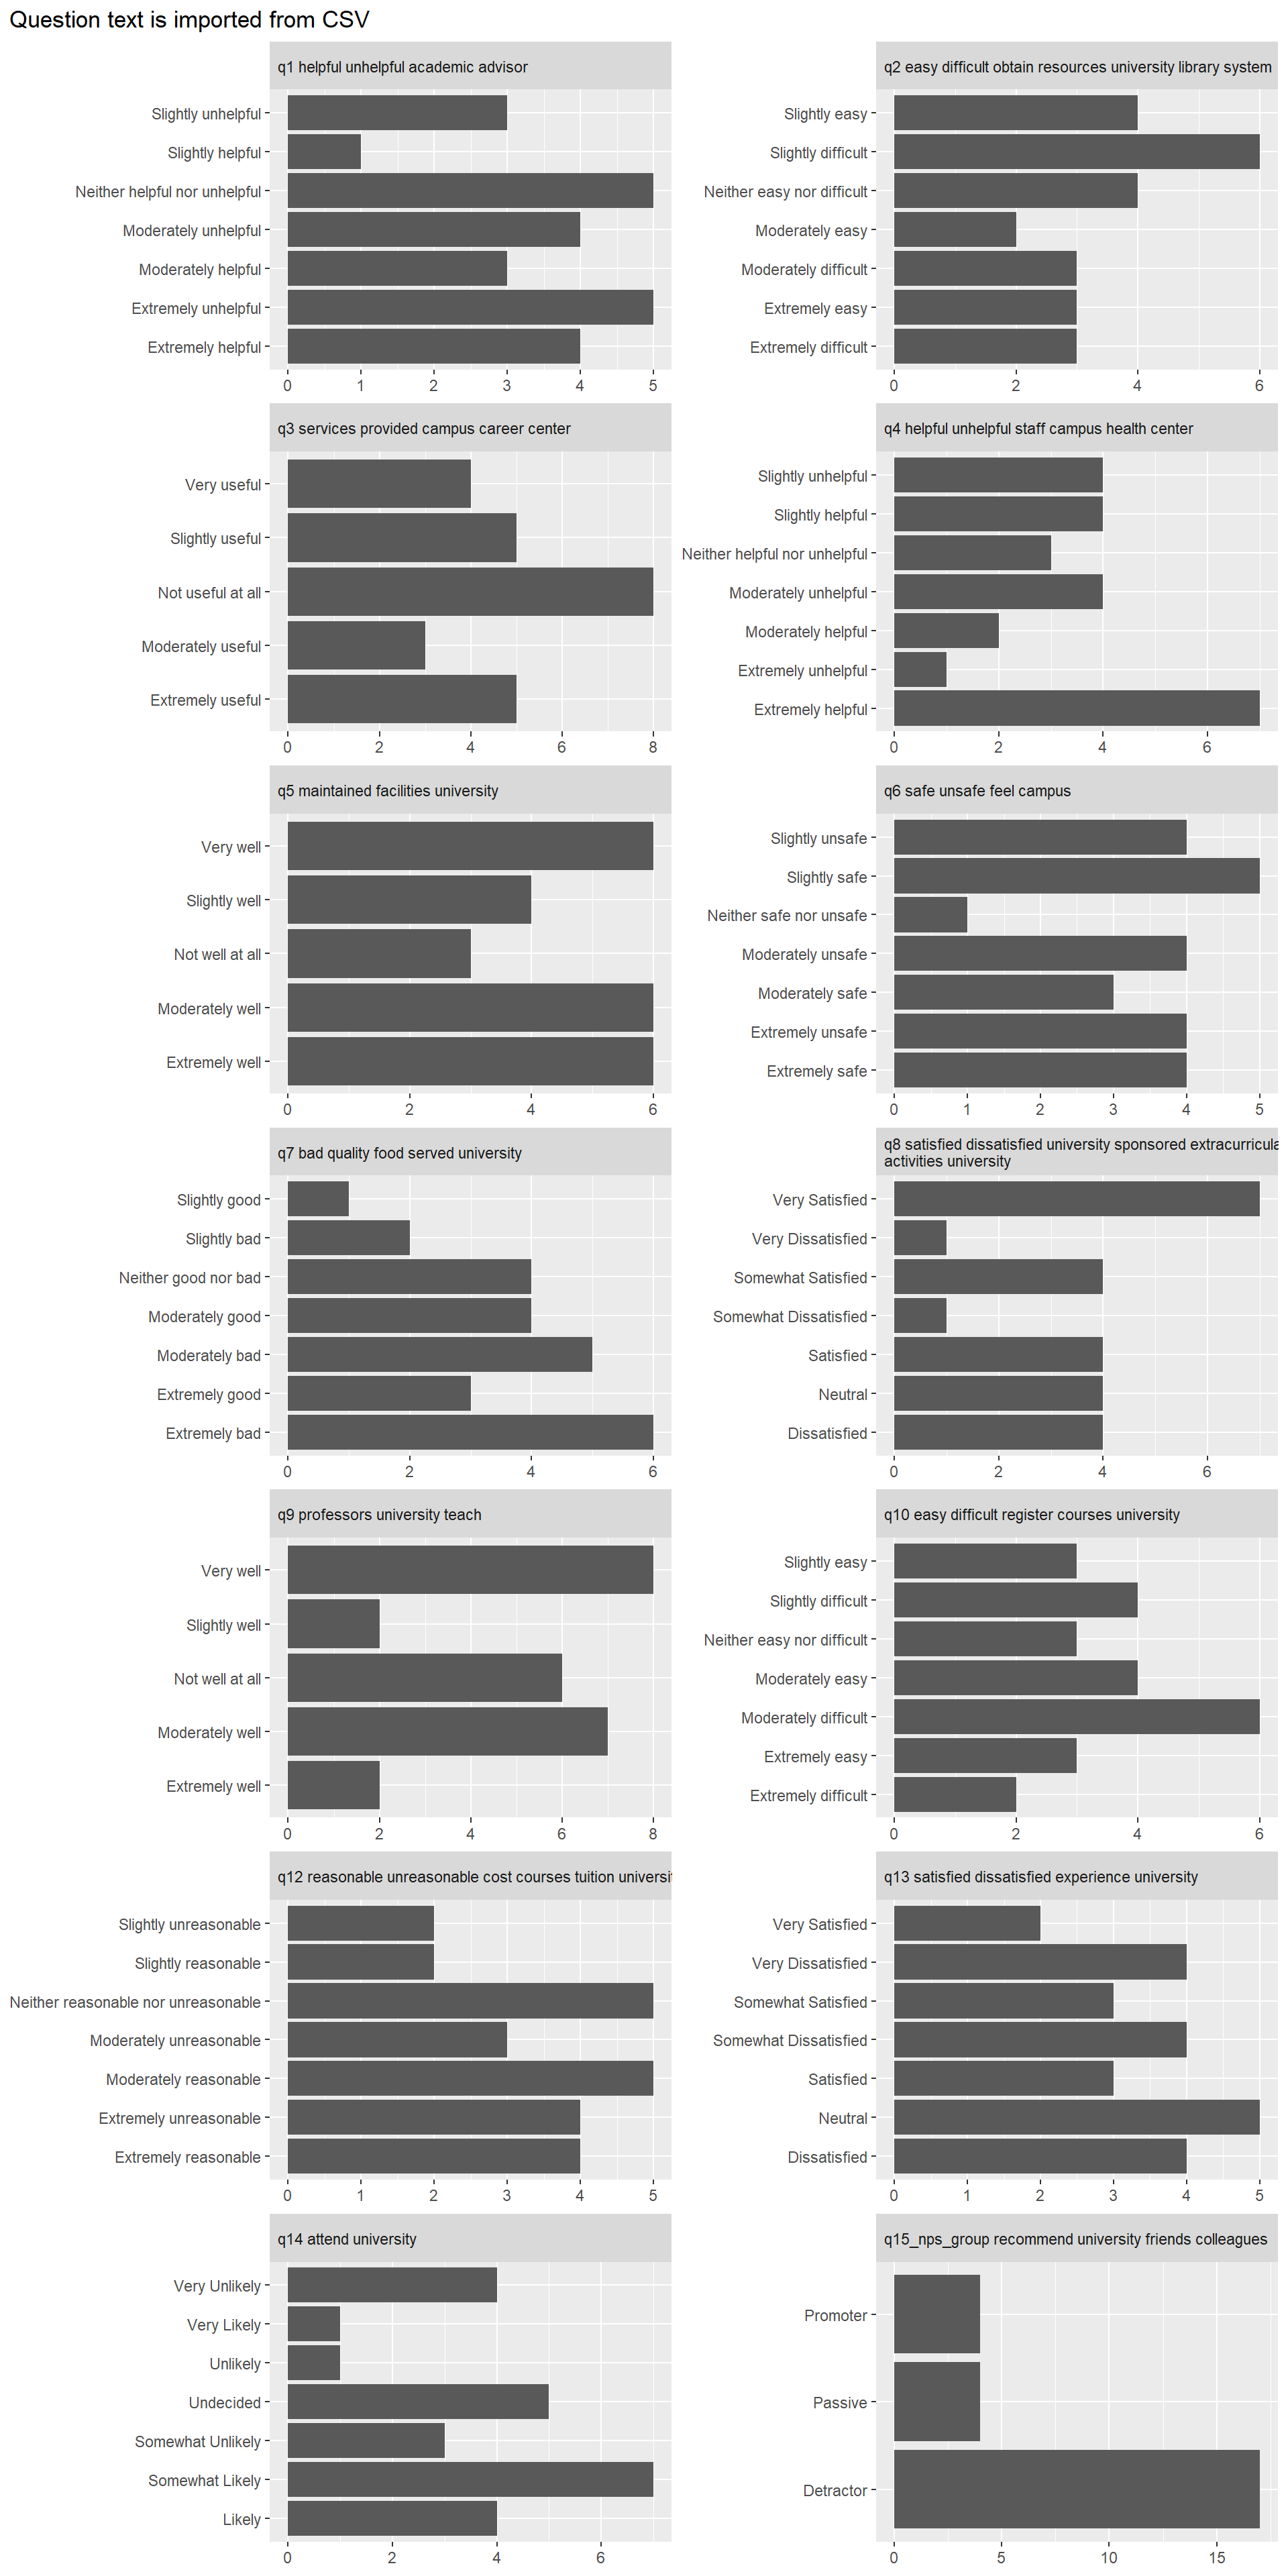 Question text is imported from CSV
q1 helpful unhelpful academic advisor
Slightly unhelpful
Slightly helpful
Neither helpful nor unhelpful
Moderately unhelpful
Moderately helpful
Extremely unhelpful
Extremely helpful
0 1 2 3 4 5
q2 easy difficult obtain resources university library system
Slightly easy
Slightly difficult
Neither easy nor difficult
Moderately easy
Moderately difficult
Extremely easy
Extremely difficult
0 2 4 6
q3 services provided campus career center
Very useful
Slightly useful
Not useful at all
Moderately useful
Extremely useful
0 2 4 6 8
q4 helpful unhelpful staff campus health center
Slightly unhelpful
Slightly helpful
Neither helpful nor unhelpful
Moderately unhelpful
Moderately helpful
Extremely unhelpful
Extremely helpful
0 2 4 6
q5 maintained facilities university
Very well
Slightly well
Not well at all
Moderately well
Extremely well
0 2 4 6
q6 safe unsafe feel campus
Slightly unsafe
Slightly safe
Neither safe nor unsafe
Moderately unsafe
Moderately safe
Extremely unsafe
Extremely safe
0 1 2 3 4 5
q7 bad quality food served university
Slightly good
Slightly bad
Neither good nor bad
Moderately good
Moderately bad
Extremely good
Extremely bad
0 2 4 6
q8 satisfied dissatisfied university sponsored extracurricula
activities university
Very Satisfied
Very Dissatisfied
Somewhat Satisfied
Somewhat Dissatisfied
Satisfied
Neutral
Dissatisfied
0 2 4 6
q9 professors university teach
Very well
Slightly well
Not well at all
Moderately well
Extremely well
0 2 4 6 8
q10 easy difficult register courses university
Slightly easy
Slightly difficult
Neither easy nor difficult
Moderately easy
Moderately difficult
Extremely easy
Extremely difficult
0 2 4 6
q12 reasonable unreasonable cost courses tuition universi
Slightly unreasonable
Slightly reasonable
Neither reasonable nor unreasonable
Moderately unreasonable
Moderately reasonable
Extremely unreasonable
Extremely reasonable
0 1 2 3 4 5
q13 satisfied dissatisfied experience university
Very Satisfied
Very Dissatisfied
Somewhat Satisfied
Somewhat Dissatisfied
Satisfied
Neutral
Dissatisfied
0 1 2 3 4 5
q14 attend university
Very Unlikely
Very Likely
Unlikely
Undecided
Somewhat Unlikely
Somewhat Likely
Likely
0 2 4 6
q15_nps_group recommend university friends colleagues
Promoter
Passive
Detractor
0 5 10 15